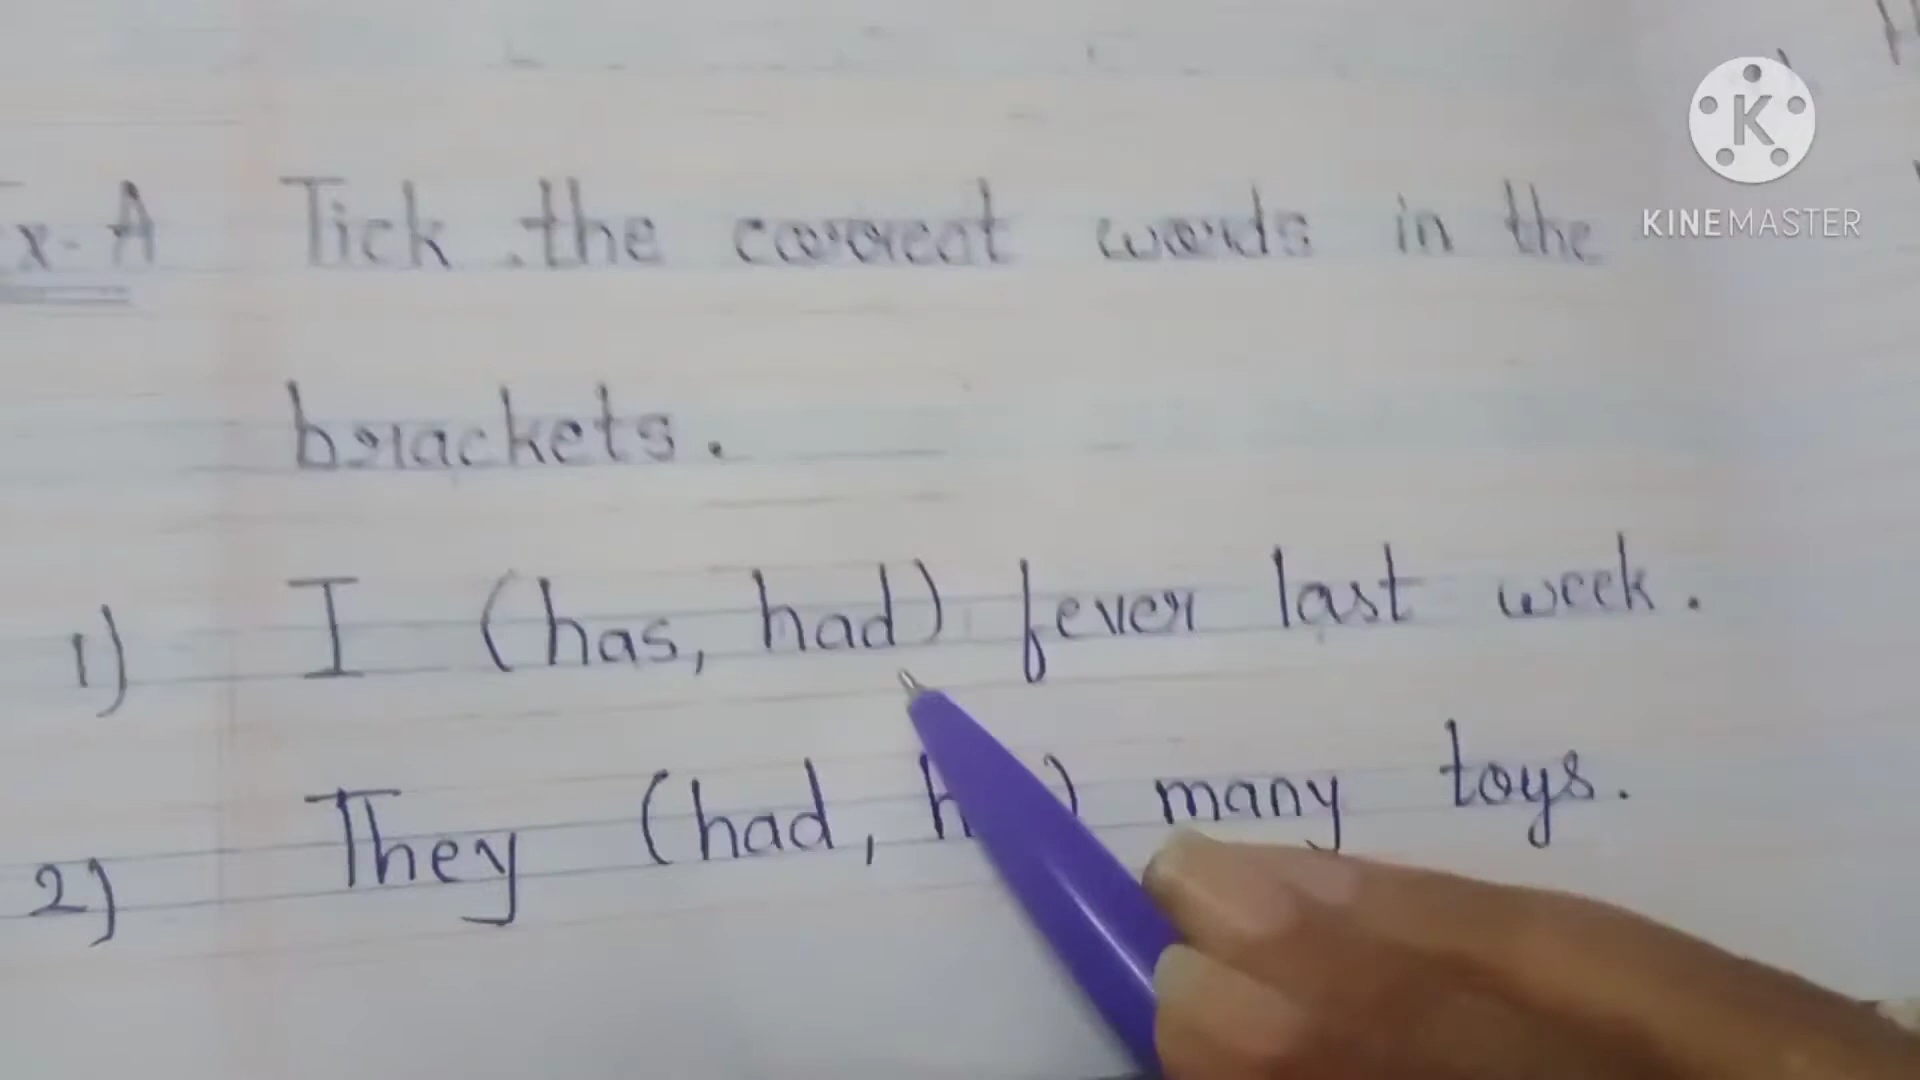 Ex-A Tick the correct words in the
brackets.
1) I (has, had) fever last week.
2) They (had, ) many toys.
KINEMASTER